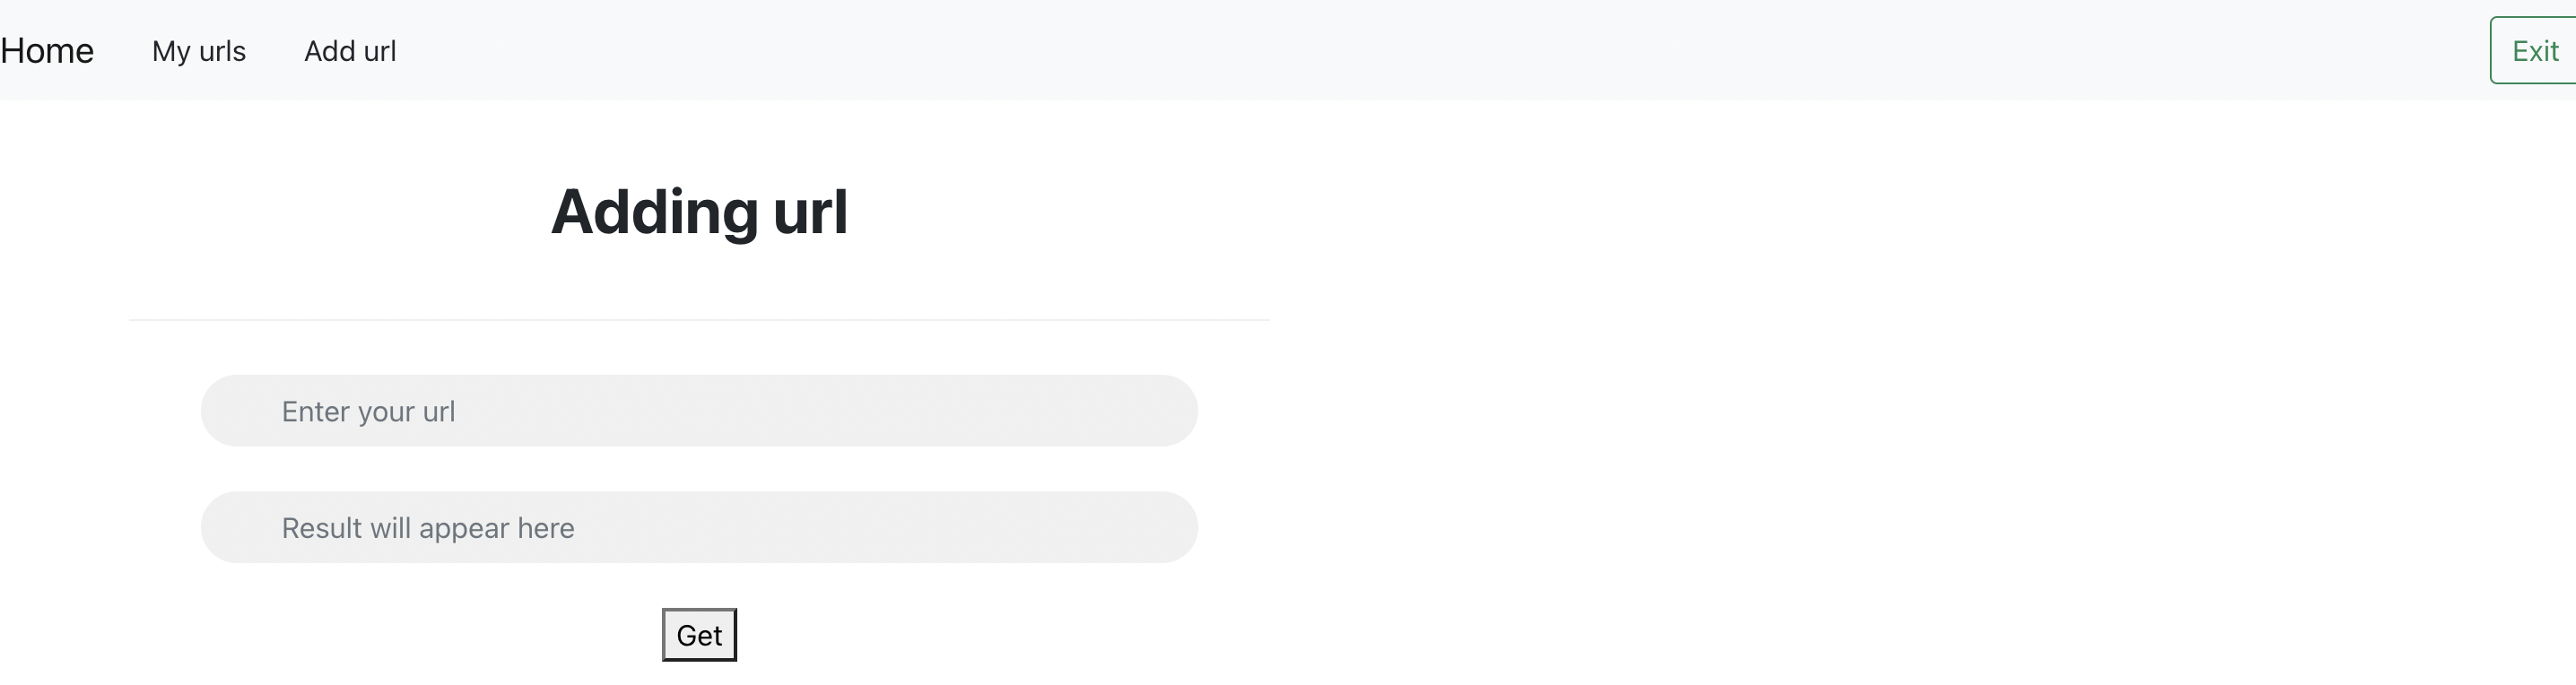 Home My urls Add url Exit
Adding url
Enter your url
Result will appear here
Get